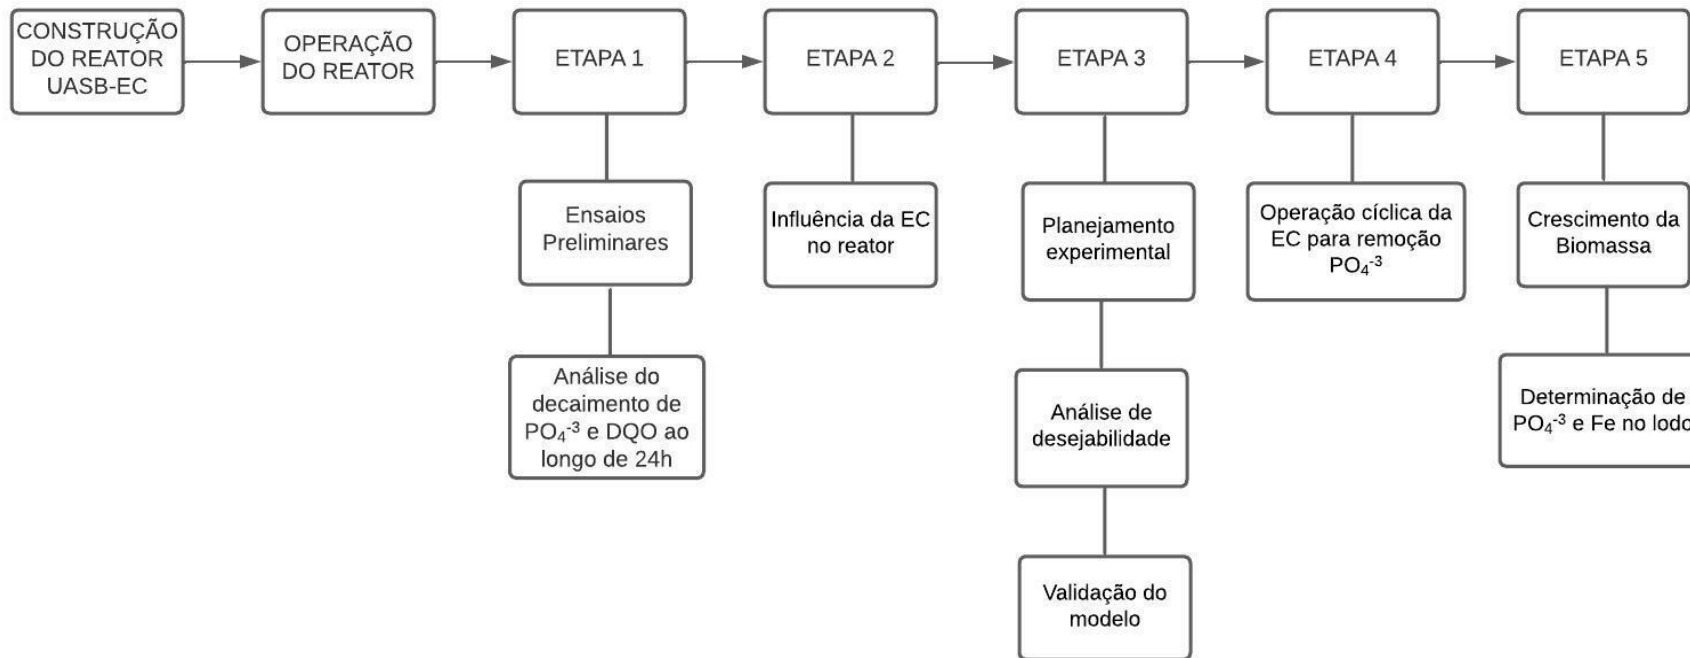 CONSTRUÇÃO
DO REATOR
UASB-EC
OPERAÇÃO
DO REATOR
ETAPA 1
ETAPA 2
ETAPA 3
ETAPA 4
ETAPA 5
Ensaios
Preliminares
Influência da EC
no reator
Planejamento
experimental
Operação cíclica da
EC para remoção
PO₄⁻³
Crescimento da
Biomassa
Análise do
decaimento de
PO₄⁻³ e DQO ao
longo de 24h
Análise de
desejabilidade
Determinação de
PO₄⁻³ e Fe no lodo
Validação do
modelo